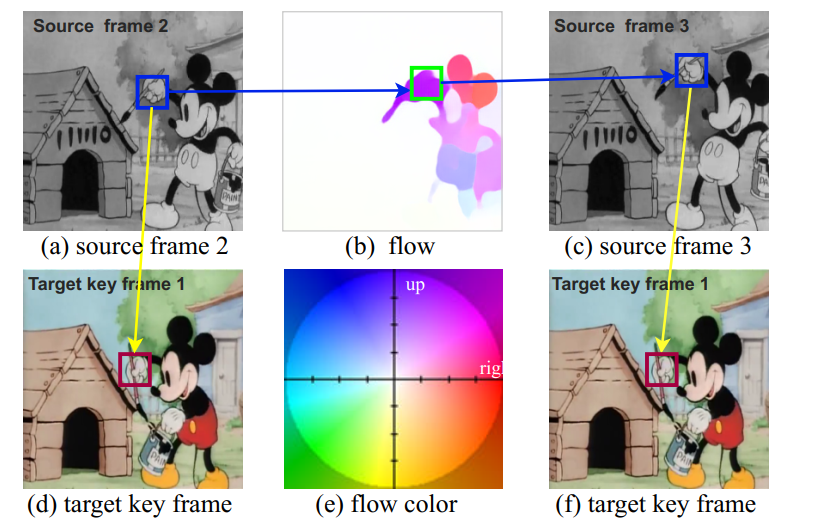 Source frame 2
Source frame 3
(a) source frame 2
(b) flow
(c) source frame 3
Target key frame 1
up
Target key frame 1
(d) target key frame
(e) flow color
(f) target key frame